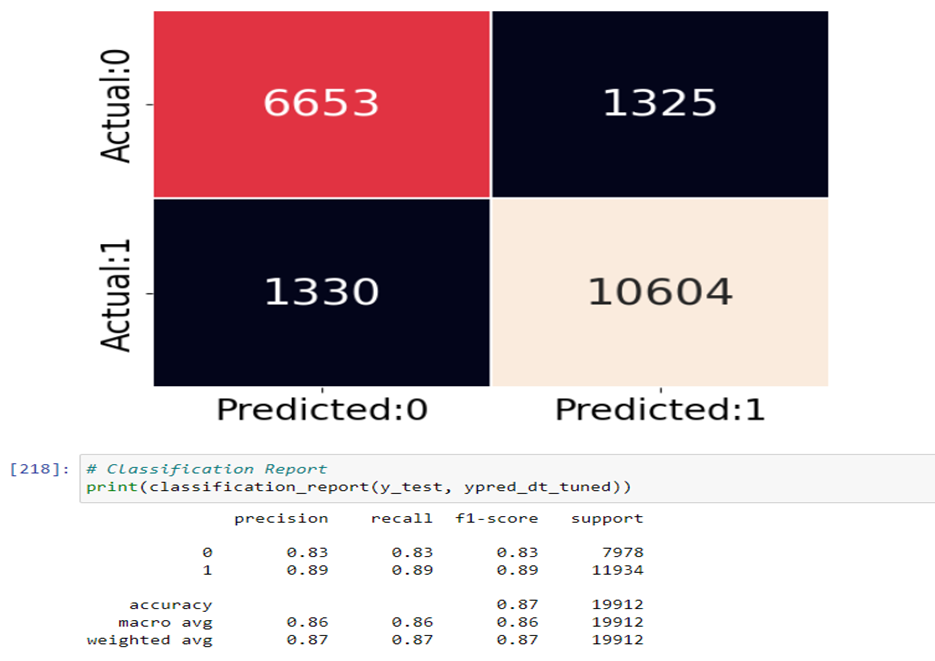 Actual:0
6653 1325
Actual:1
1330 10604
Predicted:0 Predicted:1
[218]: # Classification Report
print(classification_report(y_test, ypred_dt_tuned))
precision recall f1-score support
0 0.83 0.83 0.83 7978
1 0.89 0.89 0.89 11934
accuracy 0.87 19912
macro avg 0.86 0.86 0.86 19912
weighted avg 0.87 0.87 0.87 19912